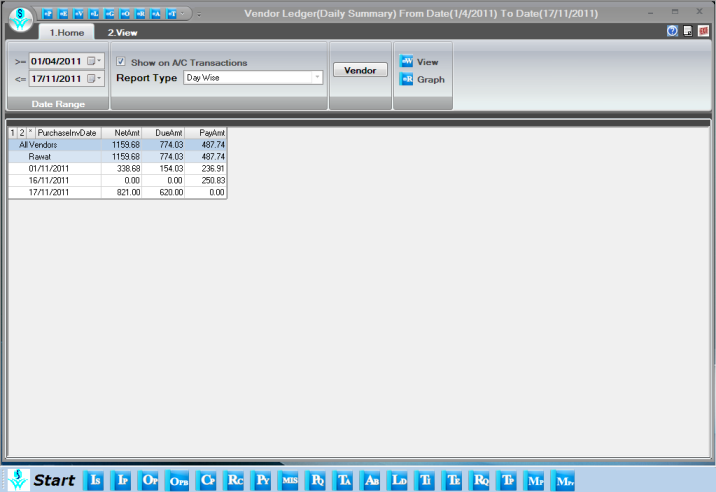 Vendor Ledger(Daily Summary) From Date(1/4/2011) To Date(17/11/2011)
1.Home 2.View
>= 01/04/2011
<= 17/11/2011
Date Range
Show on A/C Transactions
Report Type Day Wise
Vendor
View
Graph
1 2 * PurchaseInvDate NetAmt DueAmt PayAmt
All Vendors 1159.68 774.03 487.74
Rawat 1159.68 774.03 487.74
01/11/2011 338.68 154.03 236.91
16/11/2011 0.00 0.00 250.83
17/11/2011 821.00 620.00 0.00
Start Is Ip Op OPB Cp Rc Py MIS PQ TA AB LD Ti TE RQ TP MP